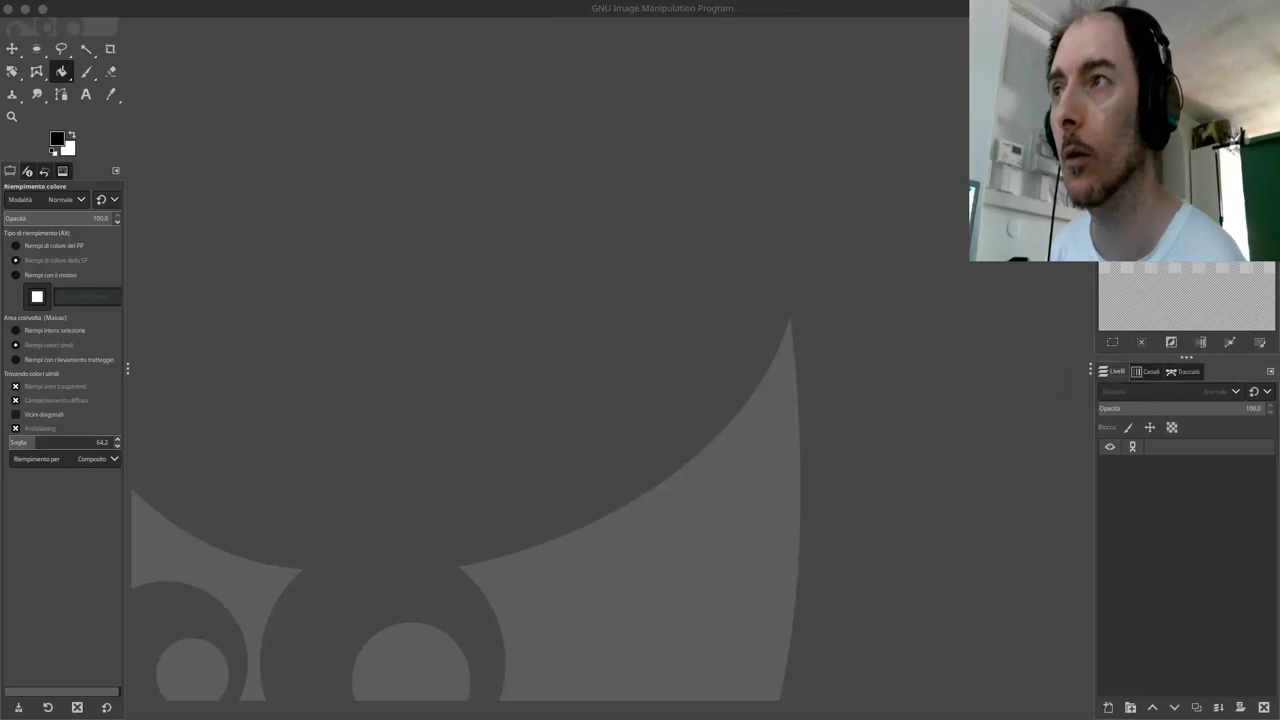 GNU Image Manipulation Program
Riempimento colore
Modalità Normale
Opacità 100,0
Tipo di riempimento (Alt)
Riempi di colore del PP
Riempi di colore dello SF
Riempi con il motivo
Area coinvolta (Maiusc)
Riempi intera selezione
Riempi colori simili
Riempi con rilevamento tratteggio
Trovando colori simili
Riempi aree trasparenti
Campionamento diffuso
Vicini diagonali
Antialiasing
Soglia 64,2
Riempimento per Composito
Livelli Canali Tracciati
Modalità Normale
Opacità 100,0
Blocca: